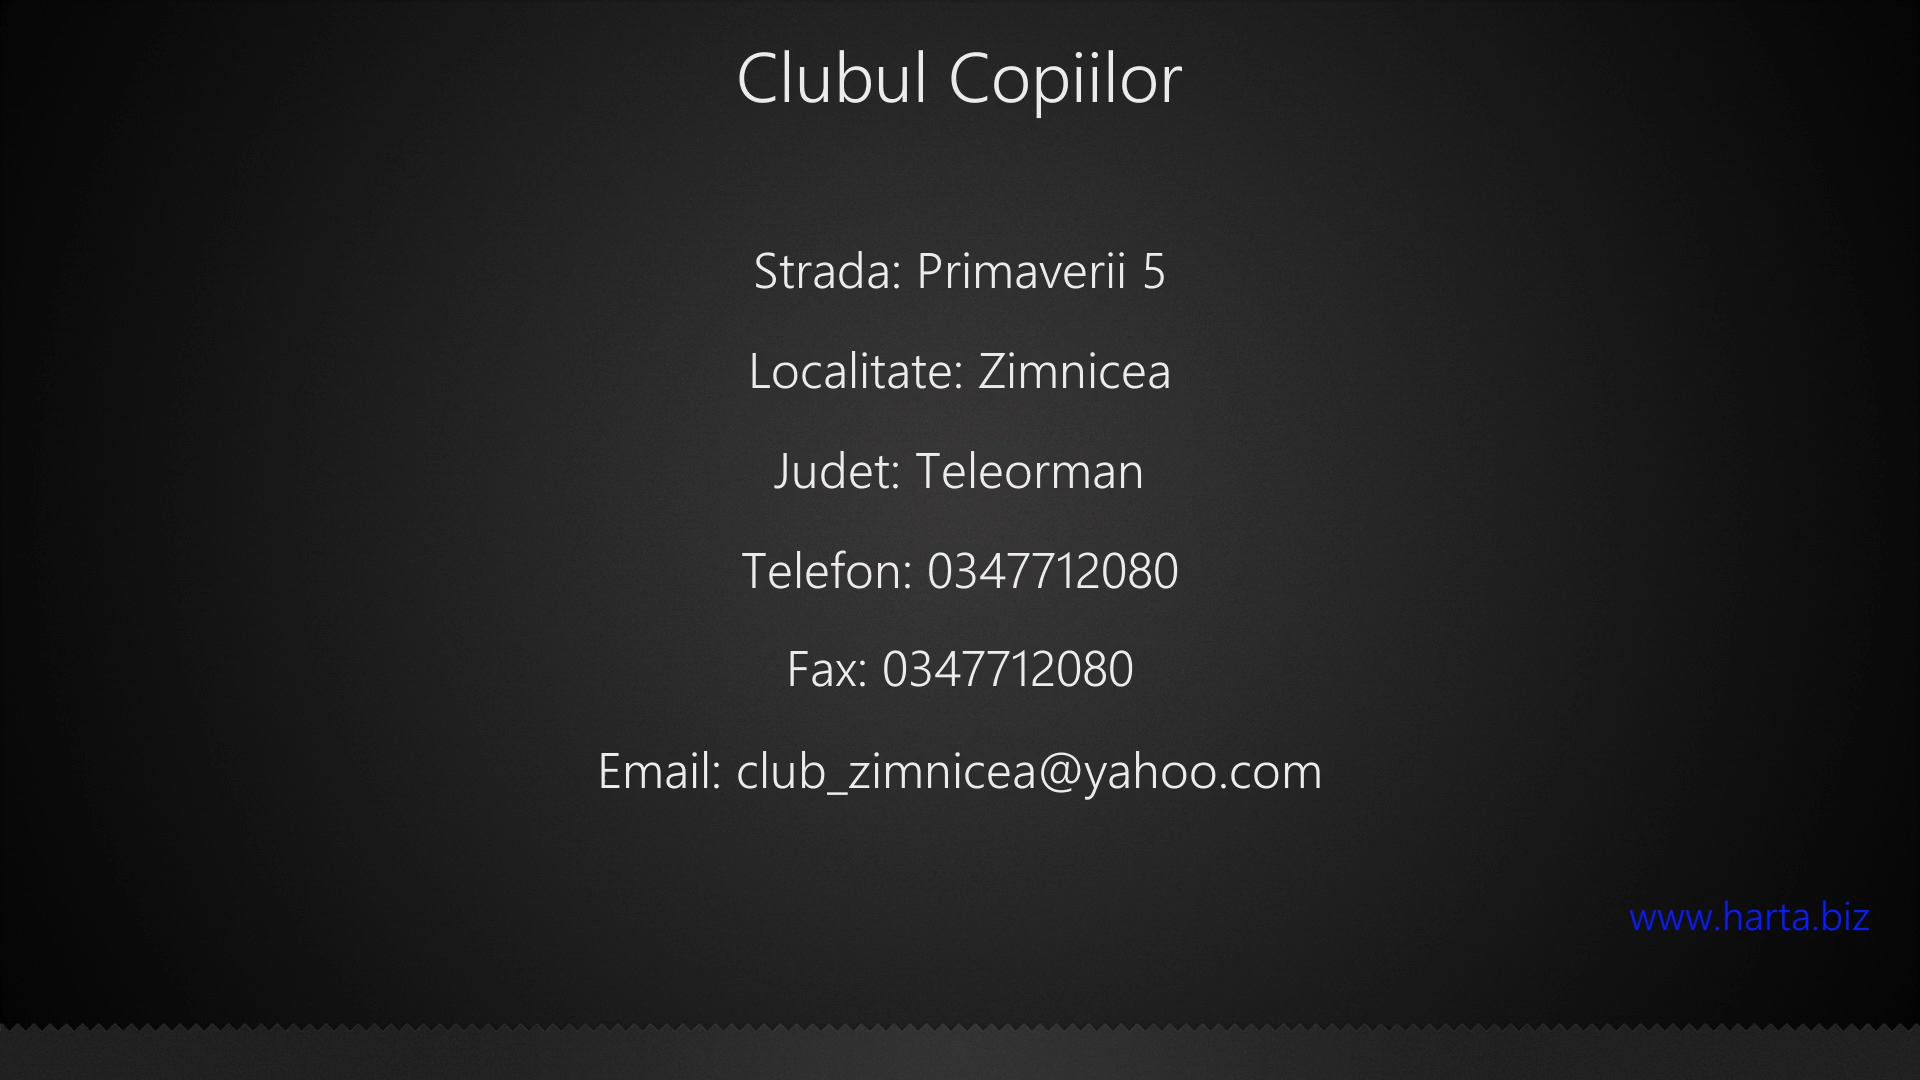 Clubul Copiilor
Strada: Primaverii 5
Localitate: Zimnicea
Judet: Teleorman
Telefon: 0347712080
Fax: 0347712080
Email: club_zimnicea@yahoo.com
www.harta.biz